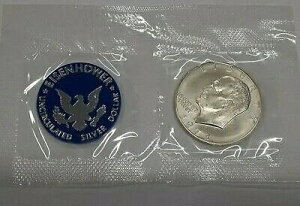 EISENHOWER
UNCIRCULATED SILVER DOLLAR